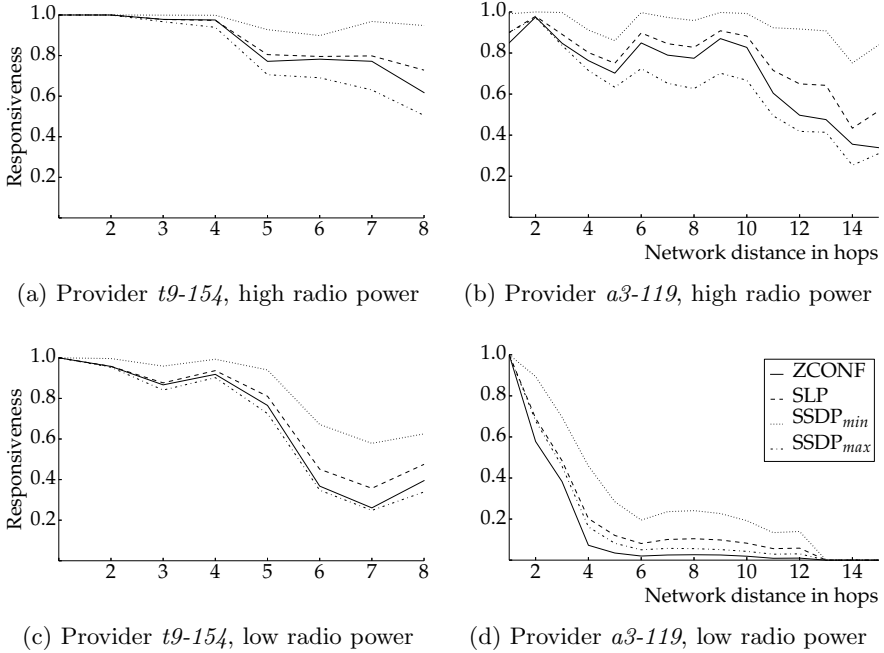 1.0
0.8
0.6
0.4
0.2
Responsiveness
2 3 4 5 6 7 8
(a) Provider t9-154, high radio power
1.0
0.8
0.6
0.4
0.2
2 4 6 8 10 12 14
Network distance in hops
(b) Provider a3-119, high radio power
1.0
0.8
0.6
0.4
0.2
Responsiveness
2 3 4 5 6 7 8
(c) Provider t9-154, low radio power
1.0
0.8
0.6
0.4
0.2
ZCONF
SLP
SSDPmin
SSDPmax
2 4 6 8 10 12 14
Network distance in hops
(d) Provider a3-119, low radio power